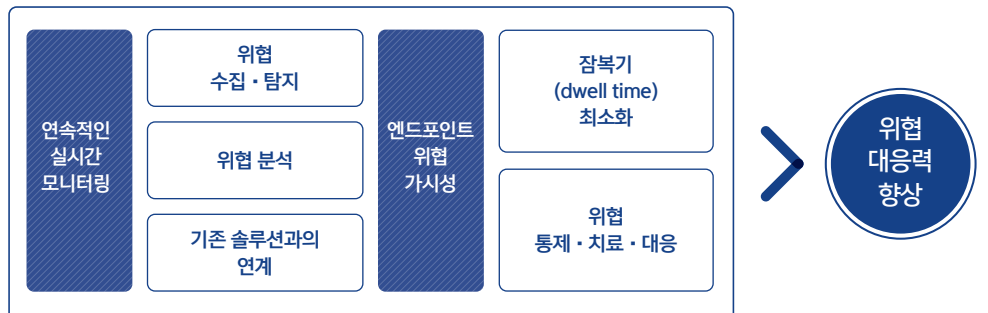 연속적인
실시간
모니터링
위협
수집・탐지
위협 분석
기존 솔루션과의
연계
엔드포인트
위협
가시성
잠복기
(dwell time)
최소화
위협
통제・치료・대응
위협
대응력
향상